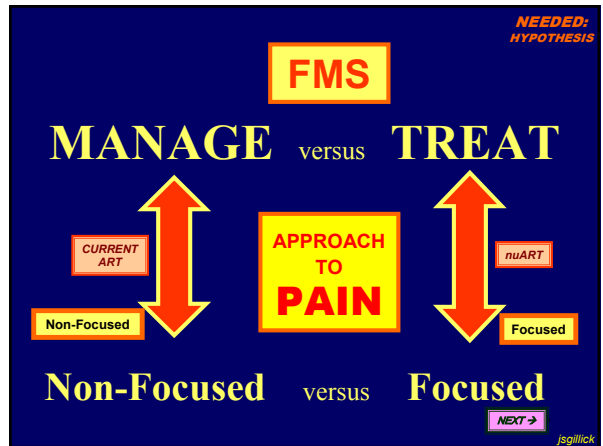 NEEDED:
HYPOTHESIS
FMS
MANAGE versus TREAT
CURRENT
ART
APPROACH
TO
PAIN
nuART
Non-Focused
Focused
Non-Focused versus Focused
NEXT →
jsgillick